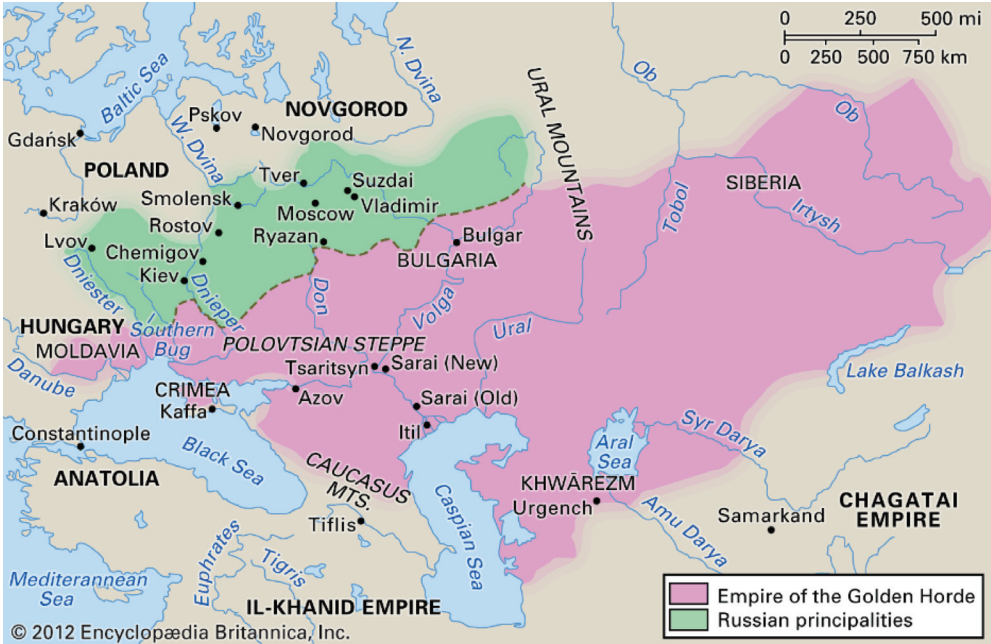 0 250 500 mi
0 250 500 750 km
Baltic Sea
N. Dvina
URAL MOUNTAINS
Ob
Ob
Gdańsk
Pskov
NOVGOROD
Novgorod
W. Dvina
POLAND
Tver
Suzdai
SIBERIA
Kraków
Smolensk
Moscow
Vladimir
Tobol
Irtysh
Rostov
Lvov
Chemigov
Ryazan
Bulgar
BULGARIA
Kiev
Dniester
Dnieper
Don
Volga
Ural
HUNGARY
Southern
Bug
MOLDAVIA
POLOVTSIAN STEPPE
Tsaritsyn
Sarai (New)
Danube
Lake Balkash
CRIMEA
Kaffa
Azov
Sarai (Old)
Itil
Syr Darya
Constantinople
Black Sea
Aral
Sea
ANATOLIA
CAUCASUS
MTS.
KHWĀREZM
Urgench
Caspian Sea
Amu Darya
Samarkand
CHAGATAI
EMPIRE
Tiflis
Euphrates
Tigris
Mediterranean
Sea
IL-KHANID EMPIRE
Empire of the Golden Horde
Russian principalities
© 2012 Encyclopædia Britannica, Inc.